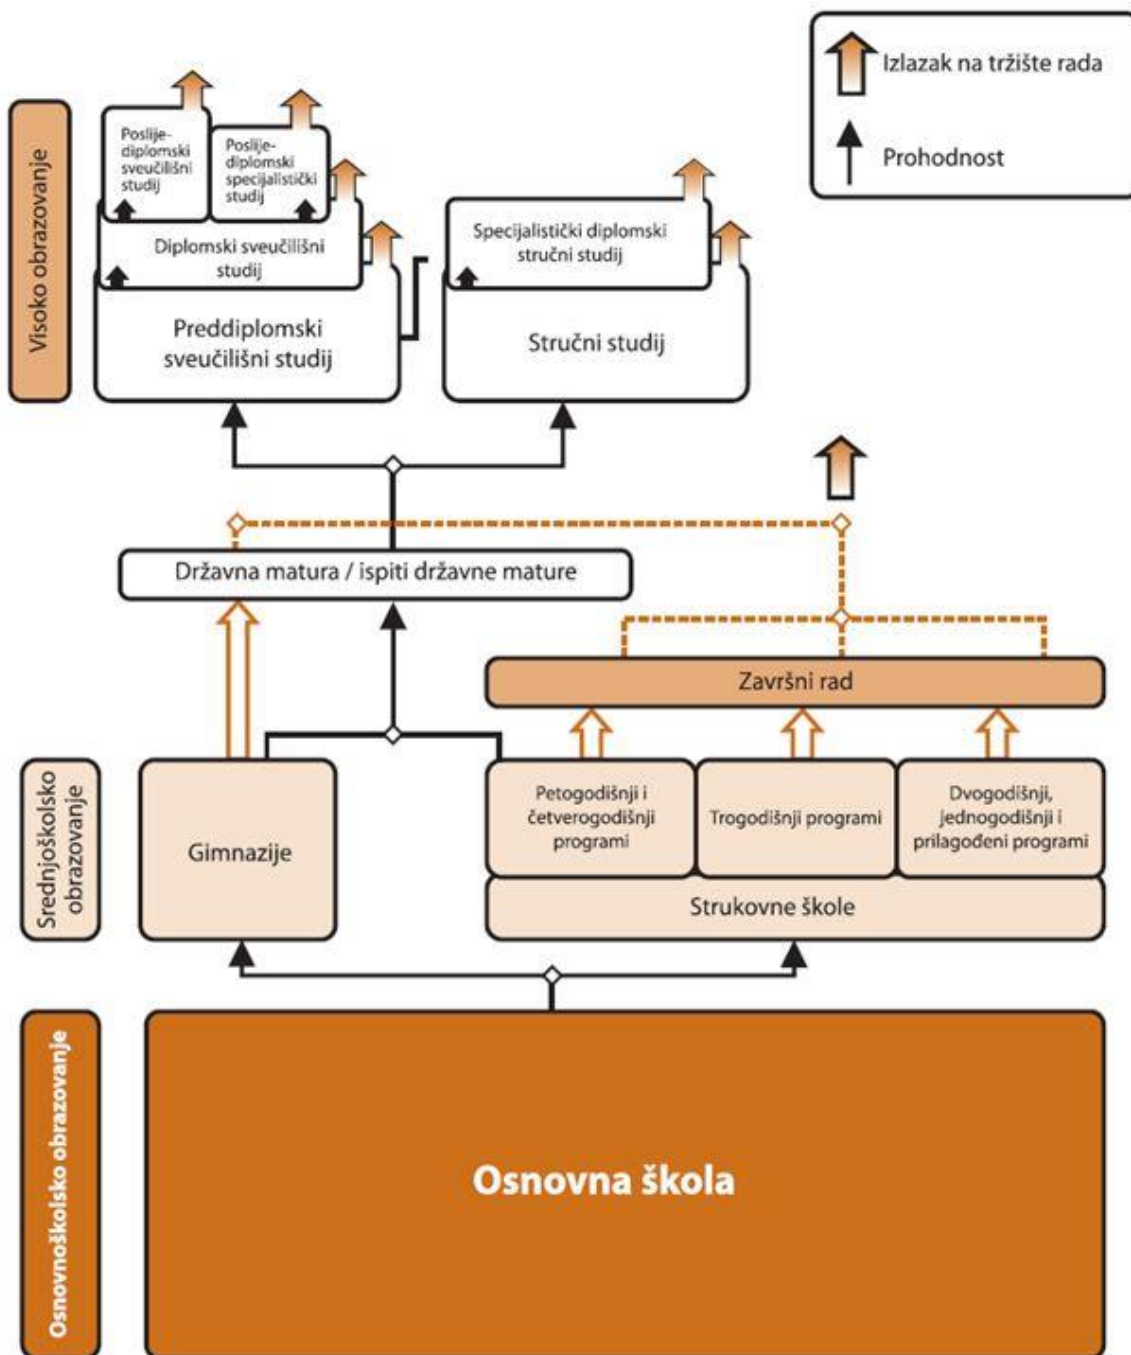 Izlazak na tržište rada
Prohodnost
Visoko obrazovanje
Poslije-
diplomski
sveučilišni
studij
Poslije-
diplomski
specijalistički
studij
Diplomski sveučilišni
studij
Preddiplomski
sveučilišni studij
Specijalistički diplomski
stručni studij
Stručni studij
Državna matura / ispiti državne mature
Završni rad
Srednjoškolsko
obrazovanje
Gimnazije
Petogodišnji i
četverogodišnji
programi
Trogodišnji programi
Dvogodišnji,
jednogodišnji i
prilagođeni programi
Strukovne škole
Osnovnoškolsko obrazovanje
Osnovna škola